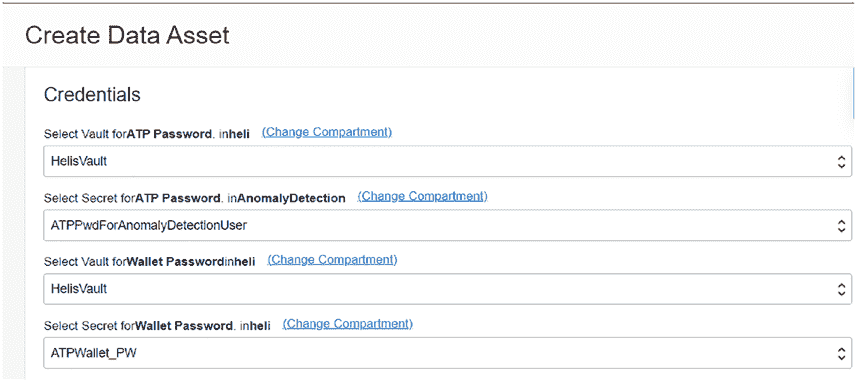 Create Data Asset
Credentials
Select Vault forATP Password. inheli (Change Compartment)
HelisVault
Select Secret forATP Password. inAnomalyDetection (Change Compartment)
ATPPwdForAnomalyDetectionUser
Select Vault forWallet Passwordinheli (Change Compartment)
HelisVault
Select Secret forWallet Password. inheli (Change Compartment)
ATPWallet_PW